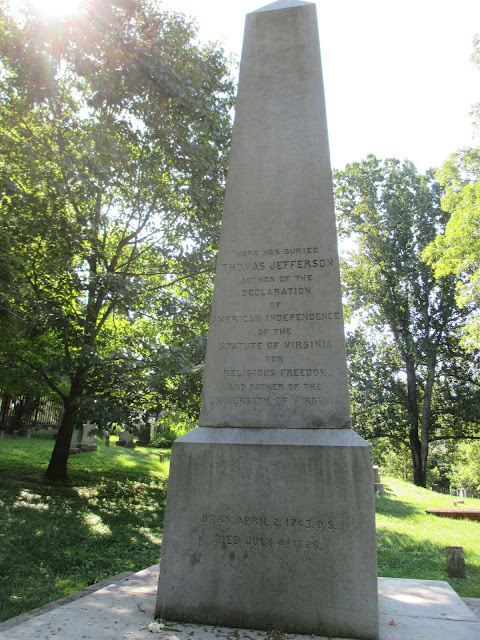 HERE WAS BURIED
THOMAS JEFFERSON
AUTHOR OF THE
DECLARATION
OF
AMERICAN INDEPENDENCE
OF THE
STATUTE OF VIRGINIA
FOR
RELIGIOUS FREEDOM
AND FATHER OF THE
UNIVERSITY OF VIRGINIA
BORN APRIL 2. 1743. O.S.
DIED JULY 4. 1826.